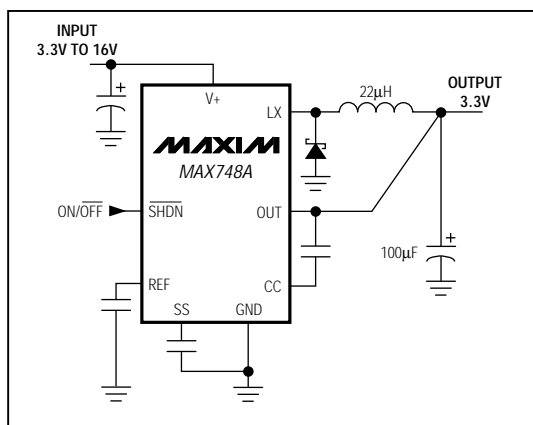 INPUT
3.3V TO 16V
V+
LX
22µH
OUTPUT
3.3V
MAXIM
MAX748A
ON/OFF
SHDN
OUT
100µF
REF
CC
SS
GND